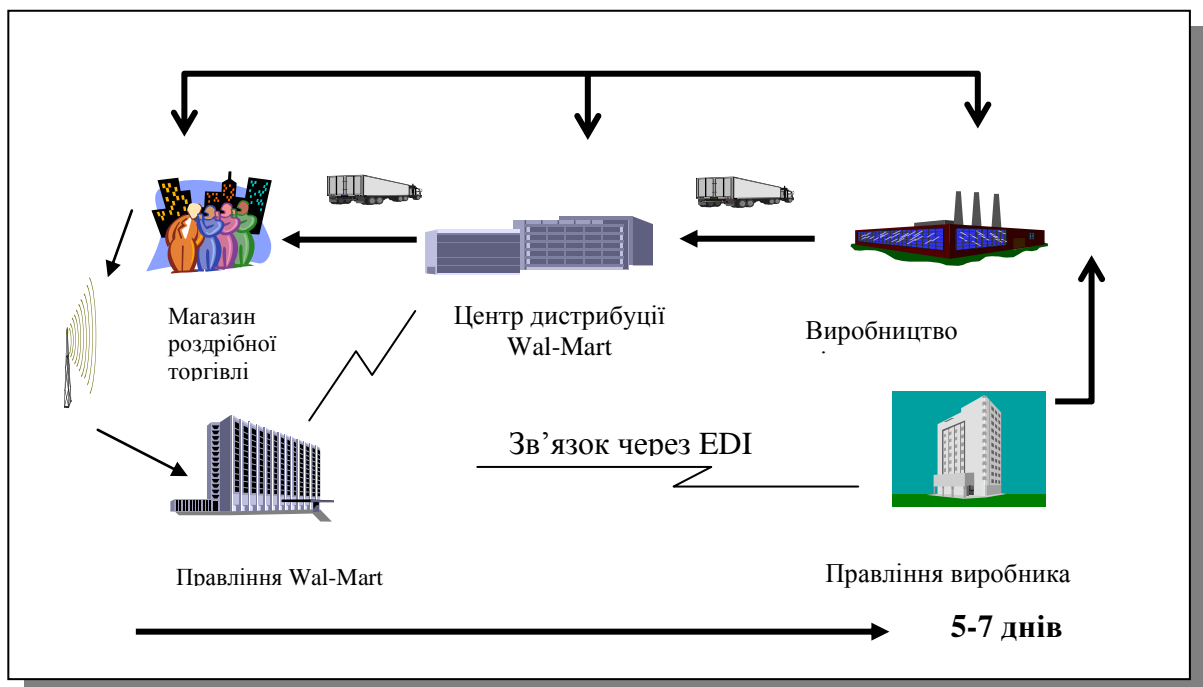 Магазин
роздрібної
торгівлі
Центр дистрибуції
Wal-Mart
Виробництво
Зв’язок через EDI
Правління Wal-Mart
Правління виробника
5-7 днів